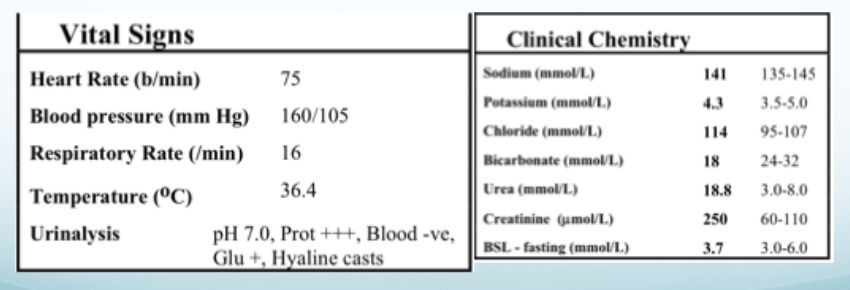 Vital Signs
Heart Rate (b/min) 75
Blood pressure (mm Hg) 160/105
Respiratory Rate (/min) 16
Temperature (⁰C) 36.4
Urinalysis pH 7.0, Prot +++, Blood -ve,
Glu +, Hyaline casts
Clinical Chemistry
Sodium (mmol/L) 141 135-145
Potassium (mmol/L) 4.3 3.5-5.0
Chloride (mmol/L) 114 95-107
Bicarbonate (mmol/L) 18 24-32
Urea (mmol/L) 18.8 3.0-8.0
Creatinine (µmol/L) 250 60-110
BSL - fasting (mmol/L) 3.7 3.0-6.0